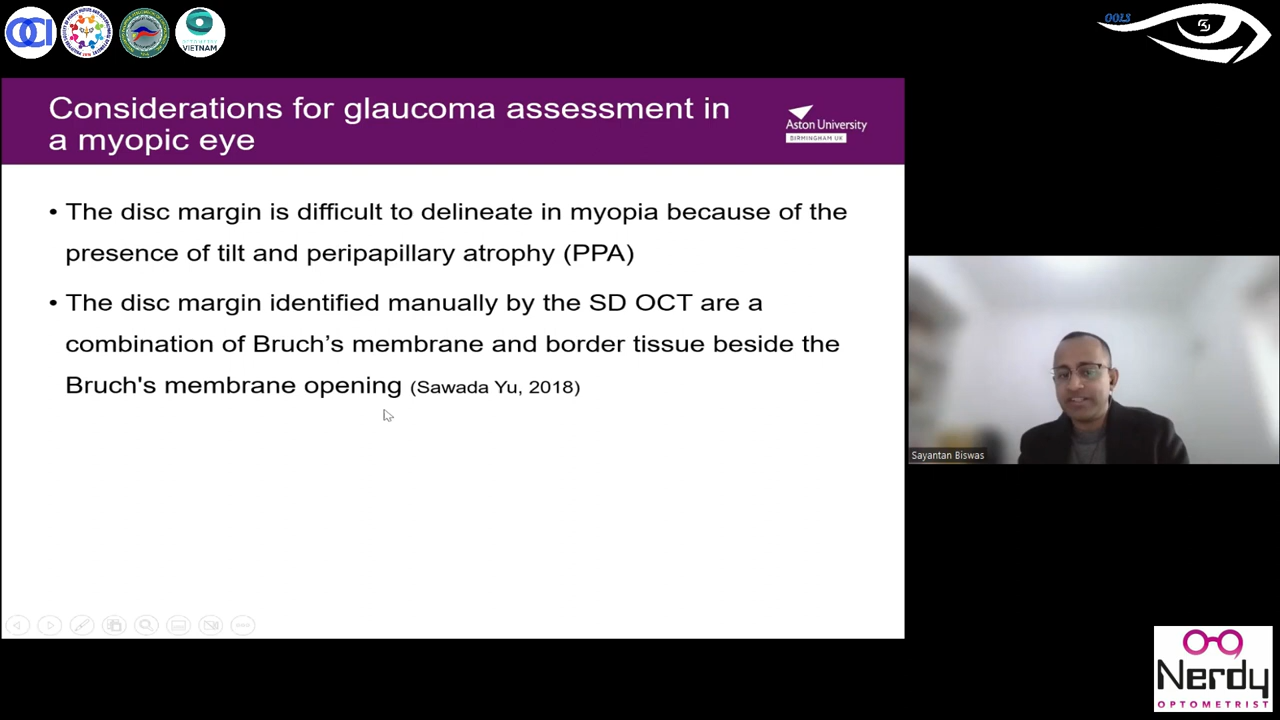 OCI
VIETNAM
OOLS
Considerations for glaucoma assessment in
a myopic eye
Aston University
BIRMINGHAM UK
• The disc margin is difficult to delineate in myopia because of the
presence of tilt and peripapillary atrophy (PPA)
• The disc margin identified manually by the SD OCT are a
combination of Bruch’s membrane and border tissue beside the
Bruch's membrane opening (Sawada Yu, 2018)
Sayantan Biswas
Nerdy
OPTOMETRIST